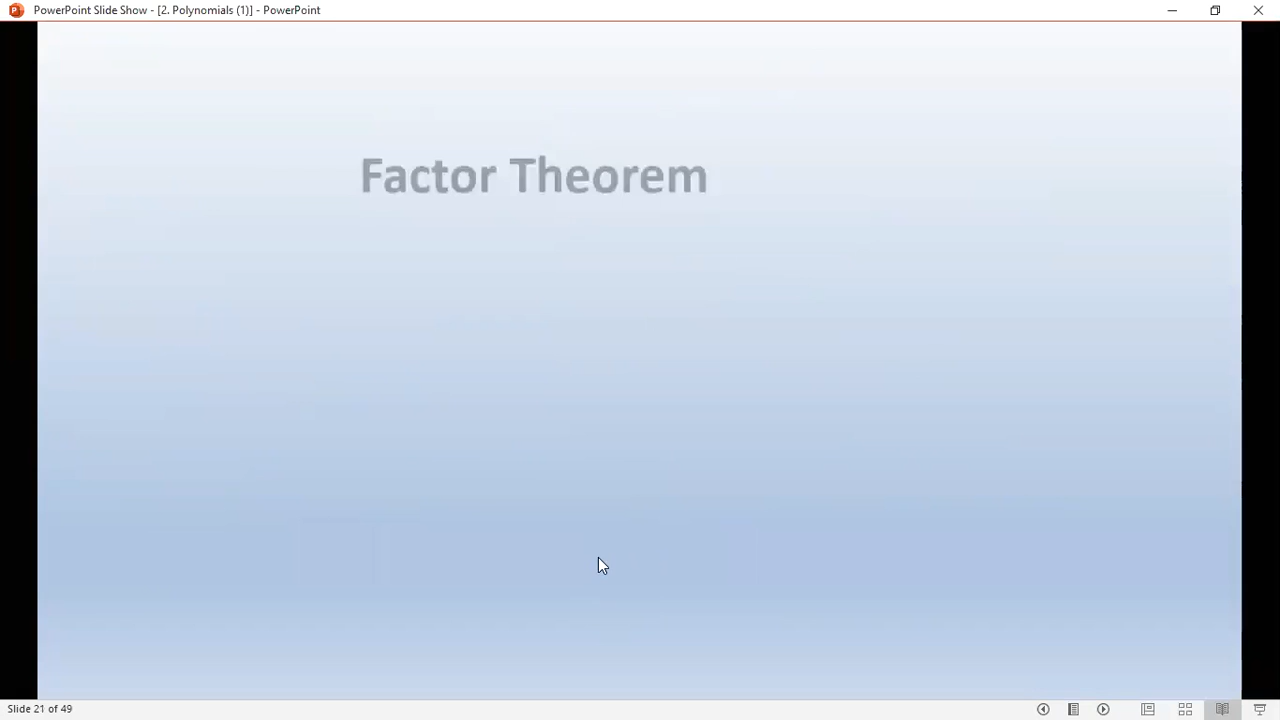 PowerPoint Slide Show - [2. Polynomials (1)] - PowerPoint
Factor Theorem
Slide 21 of 49